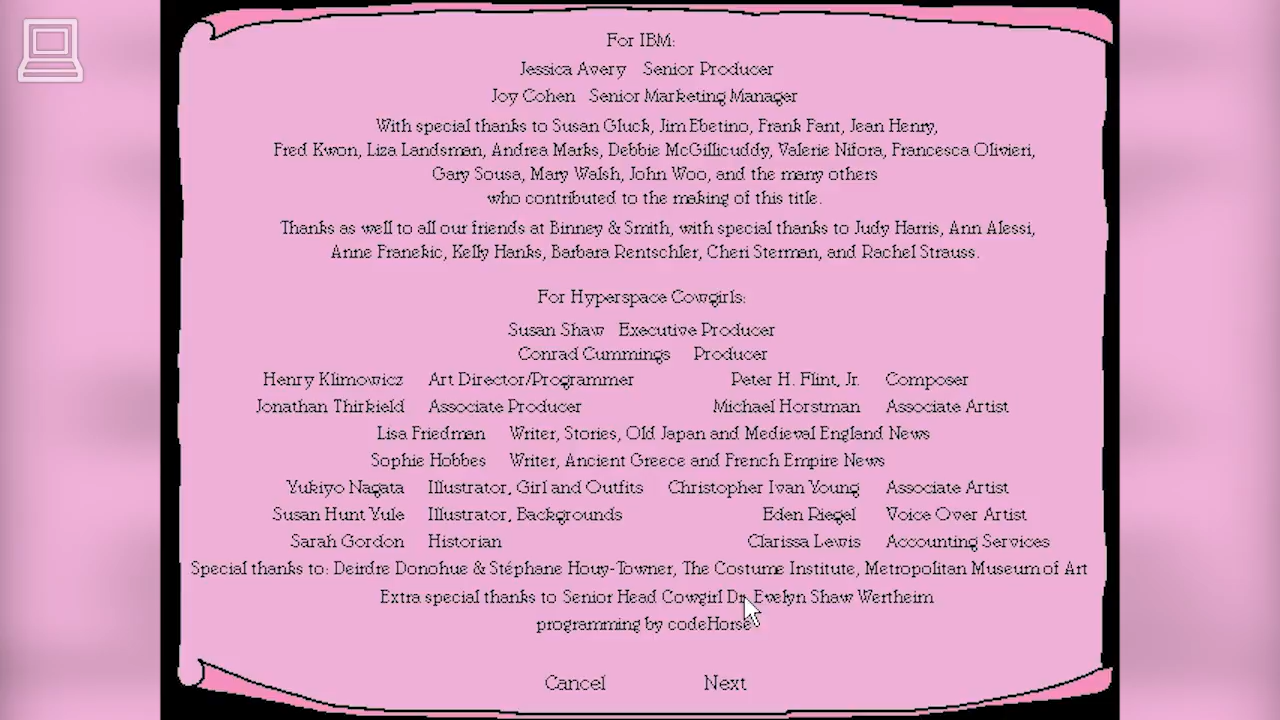 For IBM:
Jessica Avery Senior Producer
Joy Cohen Senior Marketing Manager
With special thanks to Susan Gluck, Jim Ebetino, Frank Fant, Jean Henry,
Fred Kwon, Liza Landsman, Andrea Marks, Debbie McGillicuddy, Valerie Nifora, Francesca Olivieri,
Gary Sousa, Mary Walsh, John Woo, and the many others
who contributed to the making of this title.
Thanks as well to all our friends at Binney & Smith, with special thanks to Judy Harris, Ann Alessi,
Anne Franekic, Kelly Hanks, Barbara Rentschler, Cheri Sterman, and Rachel Strauss.
For Hyperspace Cowgirls:
Susan Shaw Executive Producer
Conrad Cummings Producer
Henry Klimowicz Art Director/Programmer Peter H. Flint, Jr. Composer
Jonathan Thirkield Associate Producer Michael Horstman Associate Artist
Lisa Friedman Writer, Stories, Old Japan and Medieval England News
Sophie Hobbes Writer, Ancient Greece and French Empire News
Yukiyo Nagata Illustrator, Girl and Outfits Christopher Ivan Young Associate Artist
Susan Hunt Yule Illustrator, Backgrounds Eden Riegel Voice Over Artist
Sarah Gordon Historian Clarissa Lewis Accounting Services
Special thanks to: Deirdre Donohue & Stéphane Houy-Towner, The Costume Institute, Metropolitan Museum of Art
Extra special thanks to Senior Head Cowgirl Dr. Evelyn Shaw Wertheim
programming by codeHorse
Cancel Next